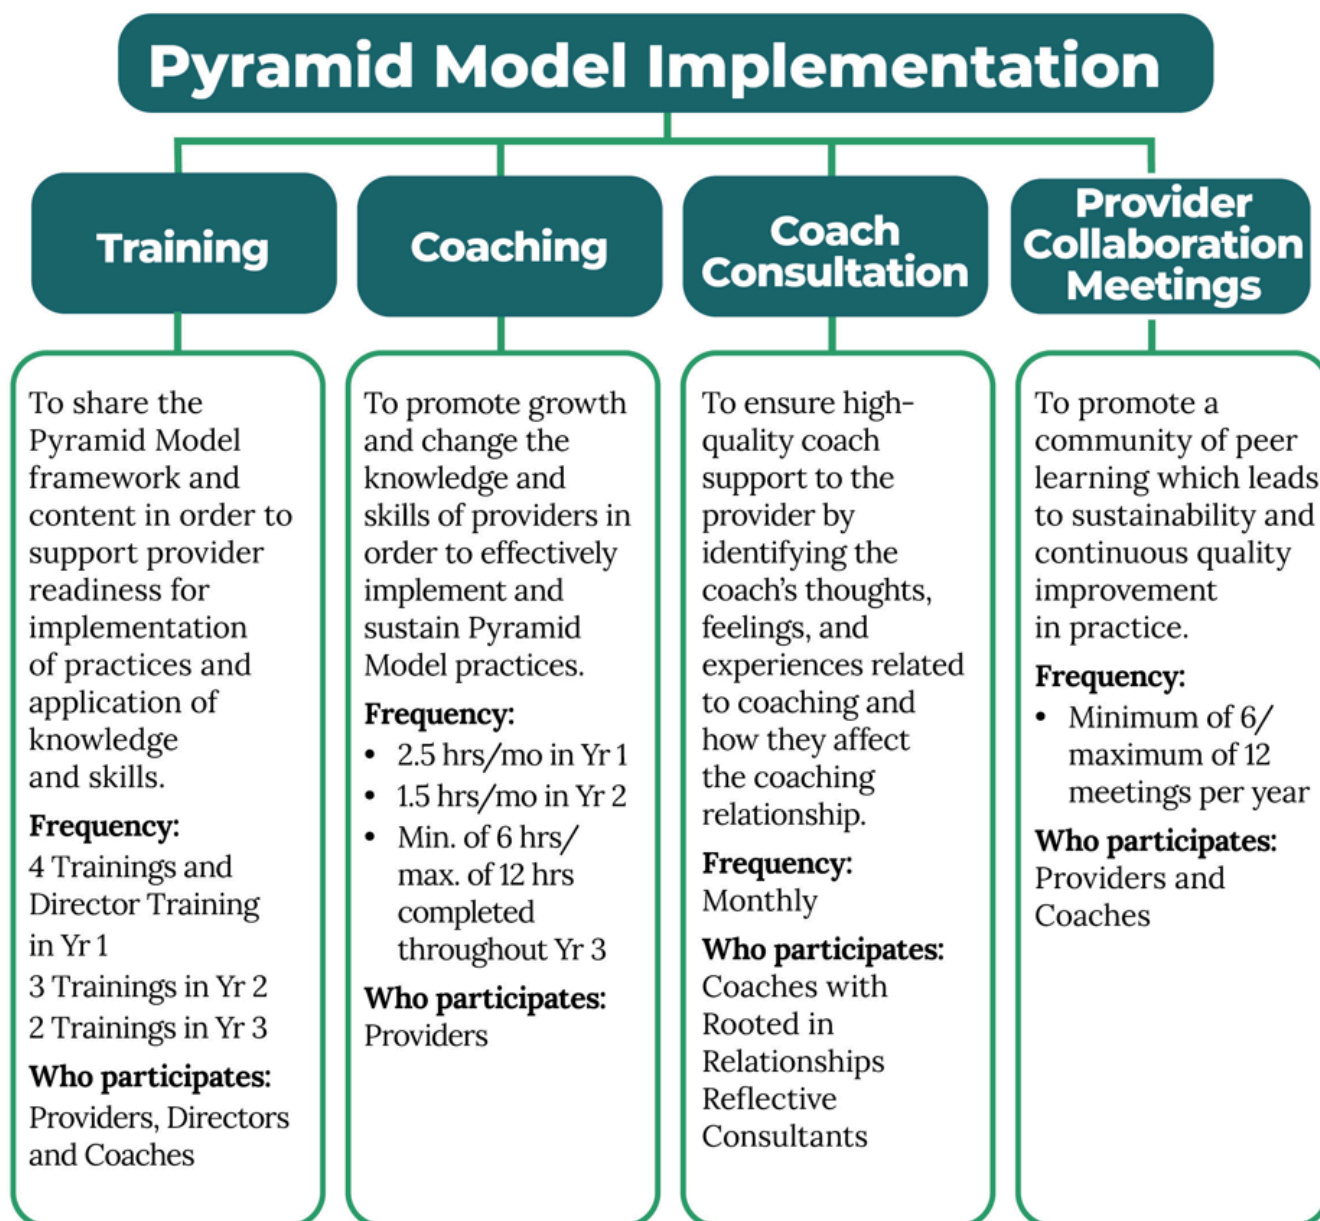 Pyramid Model Implementation
Training
To share the
Pyramid Model
framework and
content in order to
support provider
readiness for
implementation
of practices and
application of
knowledge
and skills.
Frequency:
4 Trainings and
Director Training
in Yr 1
3 Trainings in Yr 2
2 Trainings in Yr 3
Who participates:
Providers, Directors
and Coaches
Coaching
To promote growth
and change the
knowledge and
skills of providers in
order to effectively
implement and
sustain Pyramid
Model practices.
Frequency:
• 2.5 hrs/mo in Yr 1
• 1.5 hrs/mo in Yr 2
• Min. of 6 hrs/
max. of 12 hrs
completed
throughout Yr 3
Who participates:
Providers
Coach
Consultation
To ensure high-
quality coach
support to the
provider by
identifying the
coach's thoughts,
feelings, and
experiences related
to coaching and
how they affect
the coaching
relationship.
Frequency:
Monthly
Who participates:
Coaches with
Rooted in
Relationships
Reflective
Consultants
Provider
Collaboration
Meetings
To promote a
community of peer
learning which leads
to sustainability and
continuous quality
improvement
in practice.
Frequency:
• Minimum of 6/
maximum of 12
meetings per year
Who participates:
Providers and
Coaches